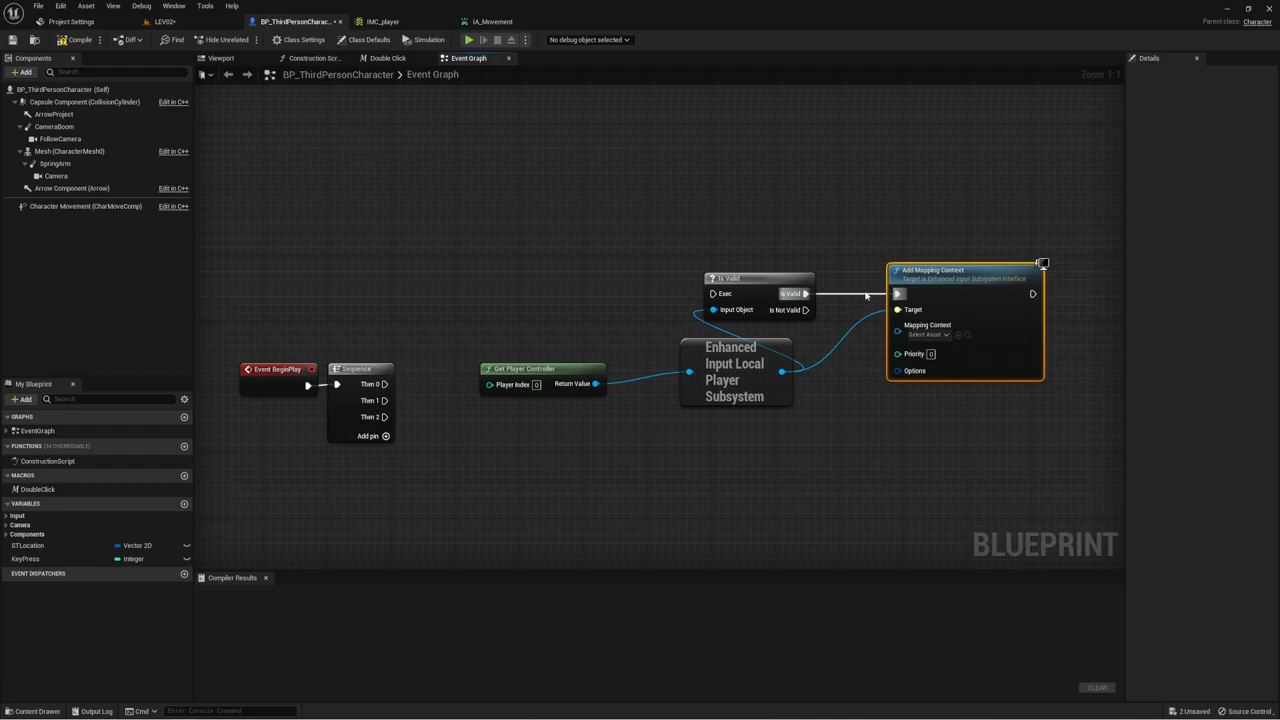 File Edit Asset View Debug Window Tools Help
Project Settings LEV02* BP_ThirdPersonCharac...* × IMC_player IA_Movement Parent class: Character
Compile Diff Find Hide Unrelated Class Settings Class Defaults Simulation No debug object selected
Components × Viewport Construction Scr... Double Click Event Graph × Details ×
Add Search BP_ThirdPersonCharacter > Event Graph Zoom 1:1
BP_ThirdPersonCharacter (Self)
Capsule Component (CollisionCylinder) Edit in C++
ArrowProject
CameraBoom
FollowCamera
Mesh (CharacterMesh0) Edit in C++
SpringArm
Camera
Arrow Component (Arrow) Edit in C++
Character Movement (CharMoveComp) Edit in C++
Is Valid
Exec Is Valid
Input Object Is Not Valid
Add Mapping Context
Target is Enhanced Input Subsystem Interface
Target
Mapping Context
Select Asset
Priority 0
Options
Enhanced
Input Local
Player
Subsystem
Event BeginPlay
Sequence
Then 0
Then 1
Then 2
Add pin
Get Player Controller
Player Index 0 Return Value
My Blueprint ×
Add Search
GRAPHS
EventGraph
FUNCTIONS (34 OVERRIDABLE)
ConstructionScript
MACROS
DoubleClick
VARIABLES
Input
Camera
Components
STLocation Vector 2D
KeyPress Integer
EVENT DISPATCHERS
BLUEPRINT
Compiler Results ×
CLEAR
Content Drawer Output Log Cmd Enter Console Command 2 Unsaved Source Control